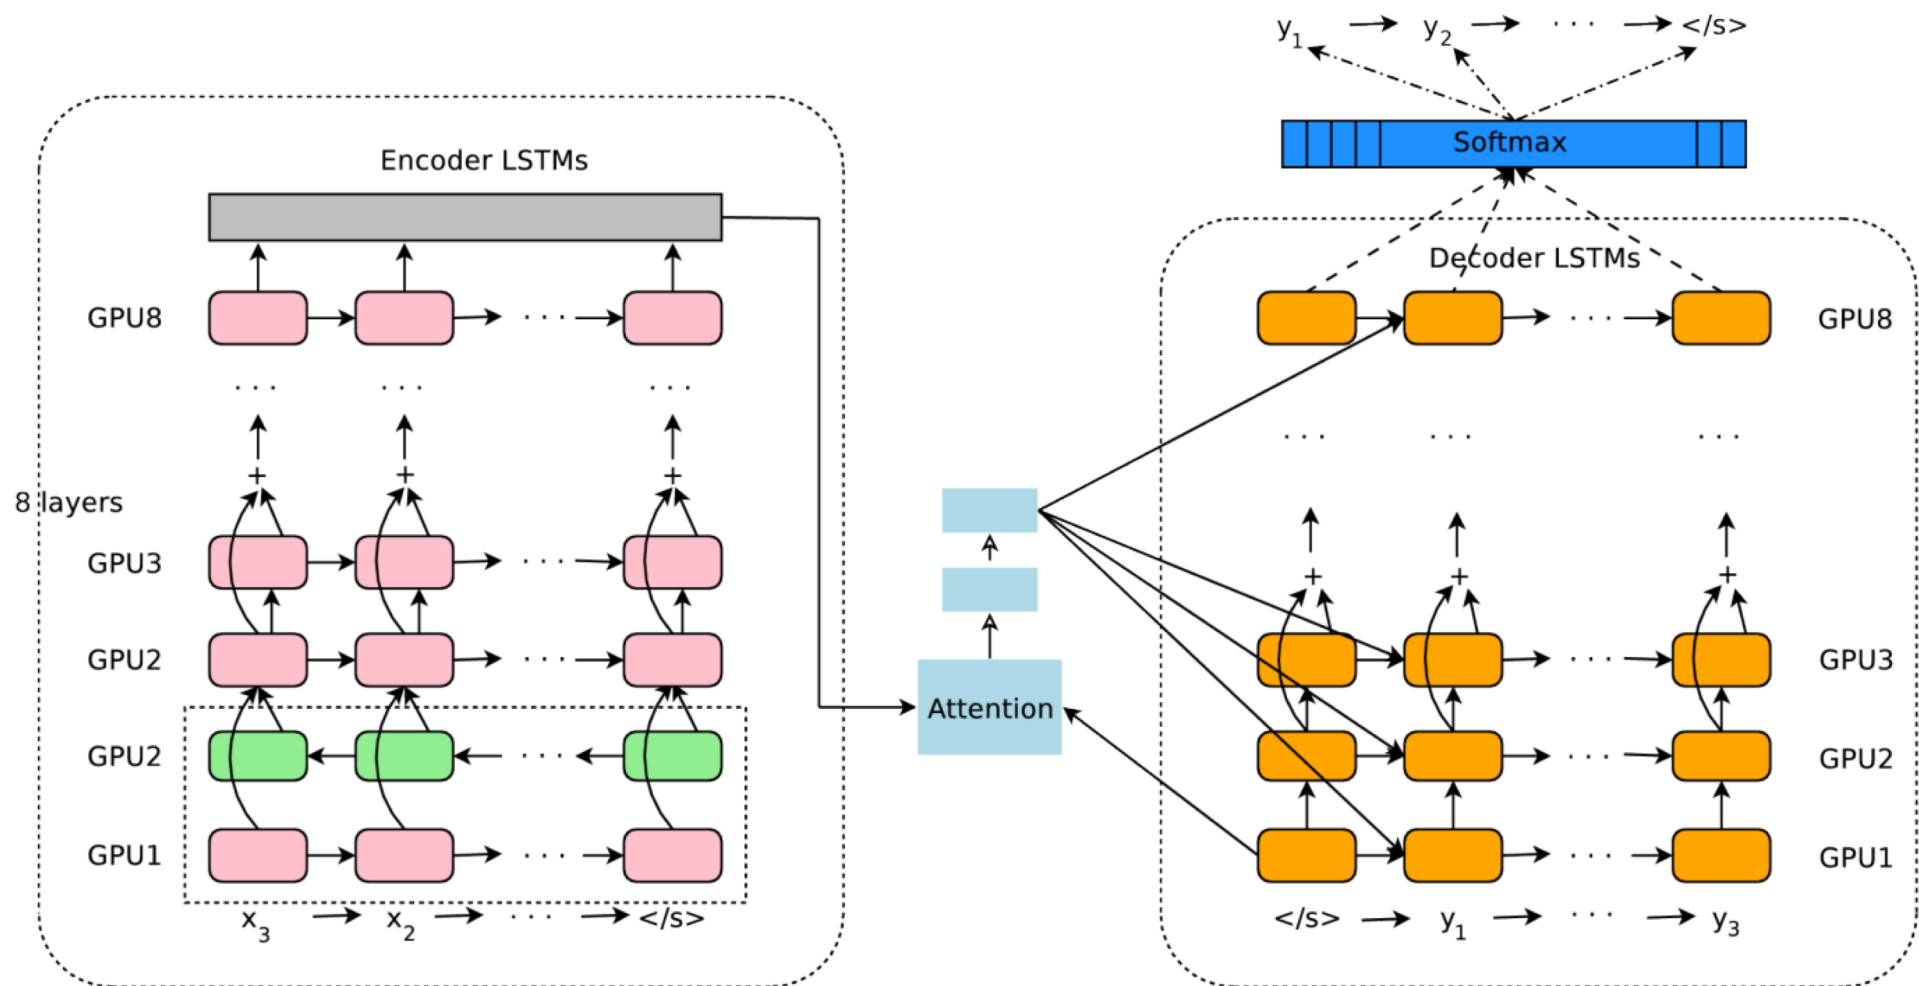 y1 y2 ... </s>
Softmax
Encoder LSTMs
Decoder LSTMs
GPU8 ...
... ... ...
+ + +
8 layers
GPU3 ...
GPU2 ...
GPU2 ...
GPU1 ...
x3 x2 ... </s>
Attention
... GPU8
... ... ...
+ + +
... GPU3
... GPU2
... GPU1
</s> y1 ... y3